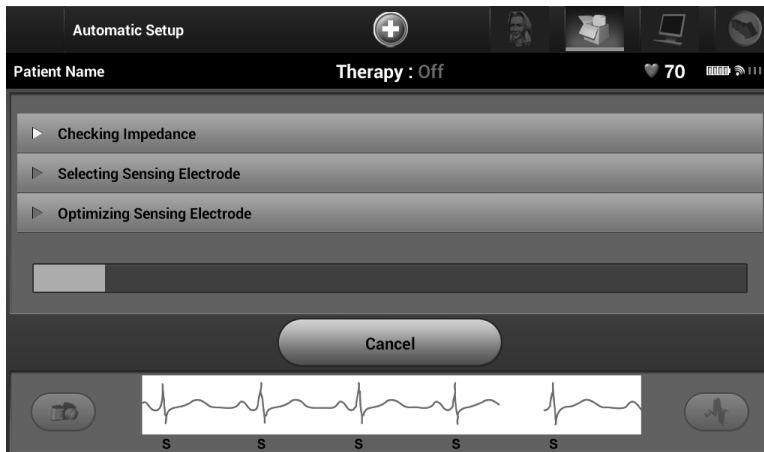 Automatic Setup
Patient Name Therapy : Off 70
Checking Impedance
Selecting Sensing Electrode
Optimizing Sensing Electrode
Cancel
S S S S S